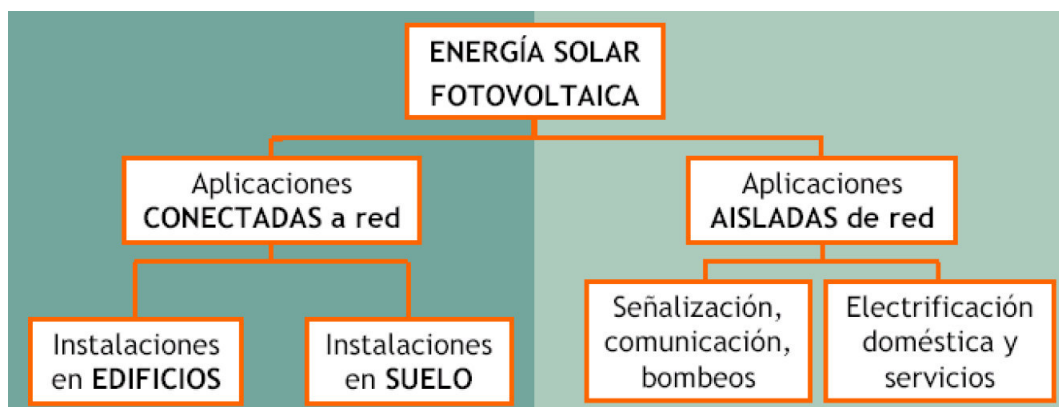 ENERGÍA SOLAR
FOTOVOLTAICA
Aplicaciones
CONECTADAS a red
Aplicaciones
AISLADAS de red
Instalaciones
en EDIFICIOS
Instalaciones
en SUELO
Señalización,
comunicación,
bombeos
Electrificación
doméstica y
servicios